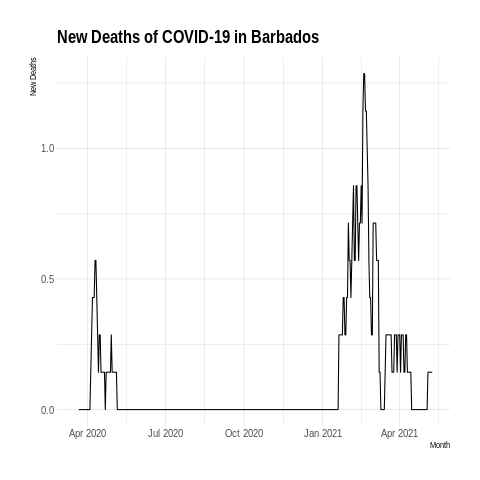 New Deaths of COVID-19 in Barbados
New Deaths
1.0
0.5
0.0
Apr 2020 Jul 2020 Oct 2020 Jan 2021 Apr 2021
Month